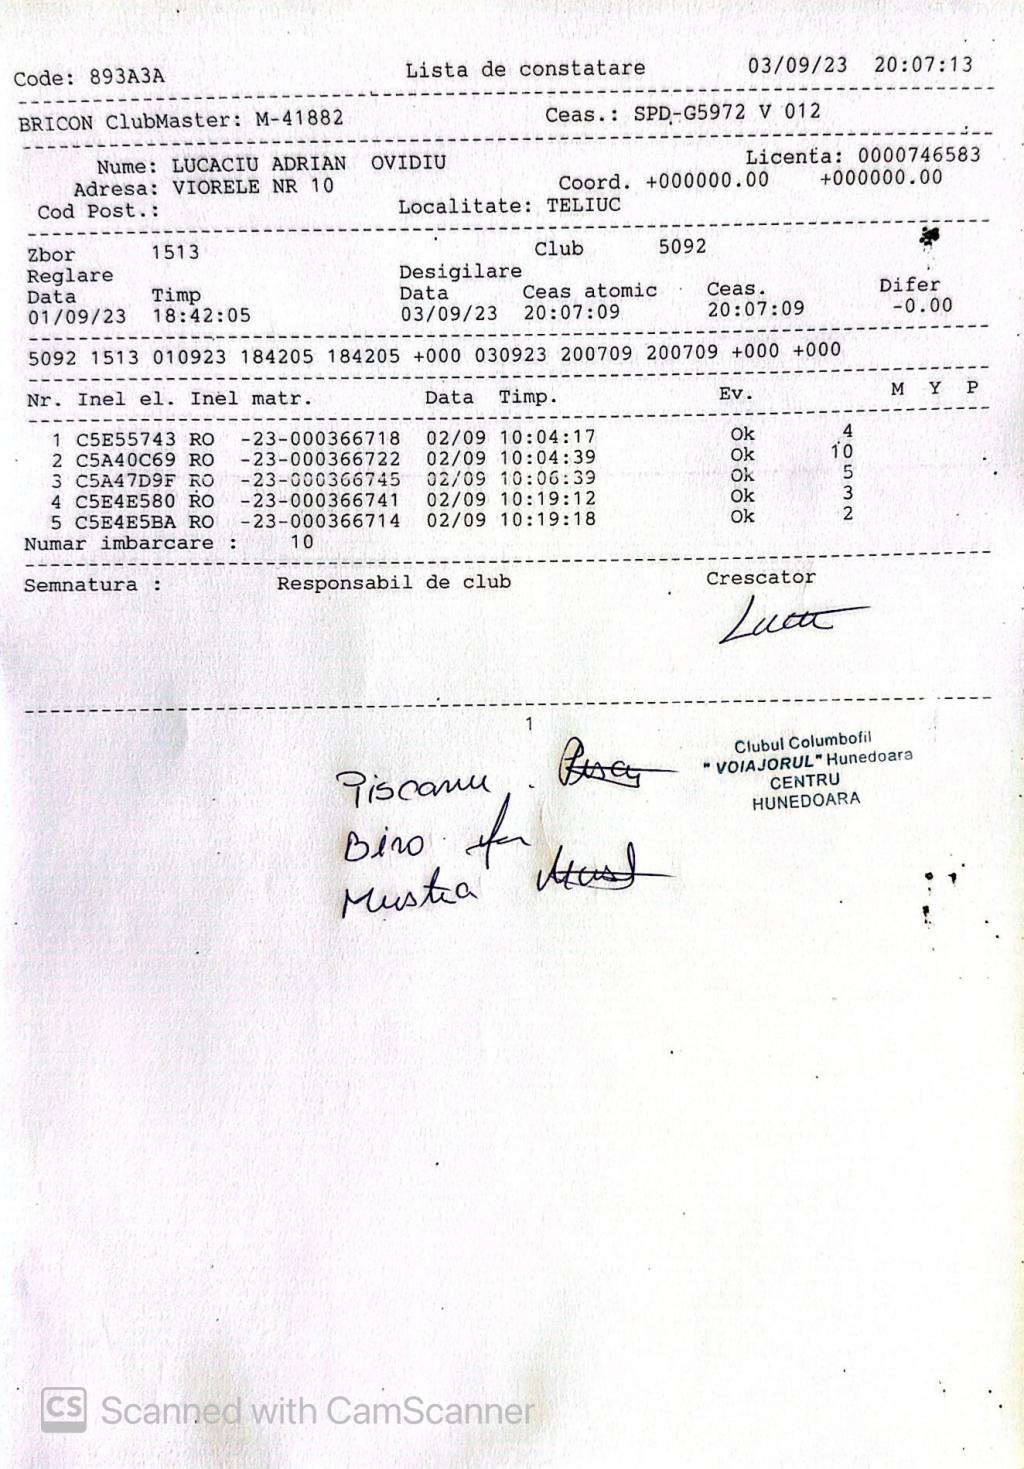 Code: 893A3A Lista de constatare 03/09/23 20:07:13
BRICON ClubMaster: M-41882 Ceas.: SPD-G5972 V 012
Nume: LUCACIU ADRIAN OVIDIU Licenta: 0000746583
Adresa: VIORELE NR 10 Coord. +000000.00 +000000.00
Cod Post.: Localitate: TELIUC
Zbor 1513 Club 5092
Reglare Desigilare
Data Timp Data Ceas atomic Ceas. Difer
01/09/23 18:42:05 03/09/23 20:07:09 20:07:09 -0.00
5092 1513 010923 184205 184205 +000 030923 200709 200709 +000 +000
Nr. Inel el. Inel matr. Data Timp. Ev. M Y P
1 C5E55743 RO -23-000366718 02/09 10:04:17 Ok 4
2 C5A40C69 RO -23-000366722 02/09 10:04:39 Ok 10
3 C5A47D9F RO -23-000366745 02/09 10:06:39 Ok 5
4 C5E4E580 RO -23-000366741 02/09 10:19:12 Ok 3
5 C5E4E5BA RO -23-000366714 02/09 10:19:18 Ok 2
Numar imbarcare : 10
Semnatura : Responsabil de club Crescator
1
Clubul Columbofil
"VOIAJORUL" Hunedoara
CENTRU
HUNEDOARA
Piscanu
Biro
Mustea
CS Scanned with CamScanner